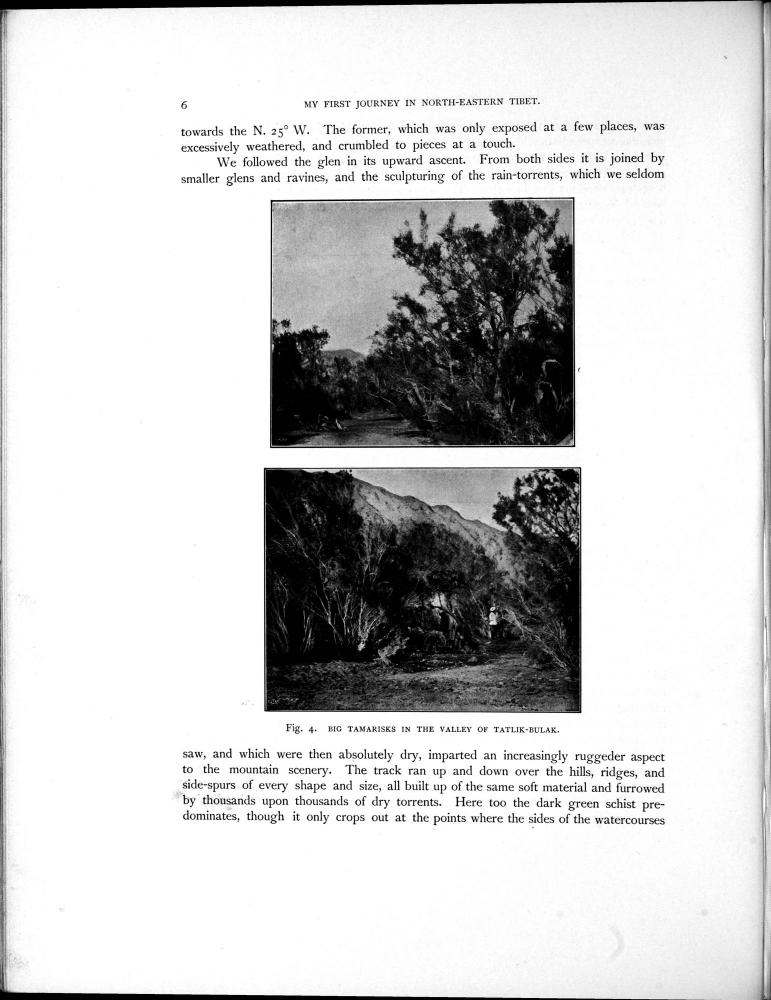 6
MY FIRST JOURNEY IN NORTH-EASTERN TIBET.
towards the N. 25° W. The former, which was only exposed at a few places, was
excessively weathered, and crumbled to pieces at a touch.
We followed the glen in its upward ascent. From both sides it is joined by
smaller glens and ravines, and the sculpturing of the rain-torrents, which we seldom
Fig. 4. BIG TAMARISKS IN THE VALLEY OF TATLIK-BULAK.
saw, and which were then absolutely dry, imparted an increasingly ruggeder aspect
to the mountain scenery. The track ran up and down over the hills, ridges, and
side-spurs of every shape and size, all built up of the same soft material and furrowed
by thousands upon thousands of dry torrents. Here too the dark green schist pre-
dominates, though it only crops out at the points where the sides of the watercourses